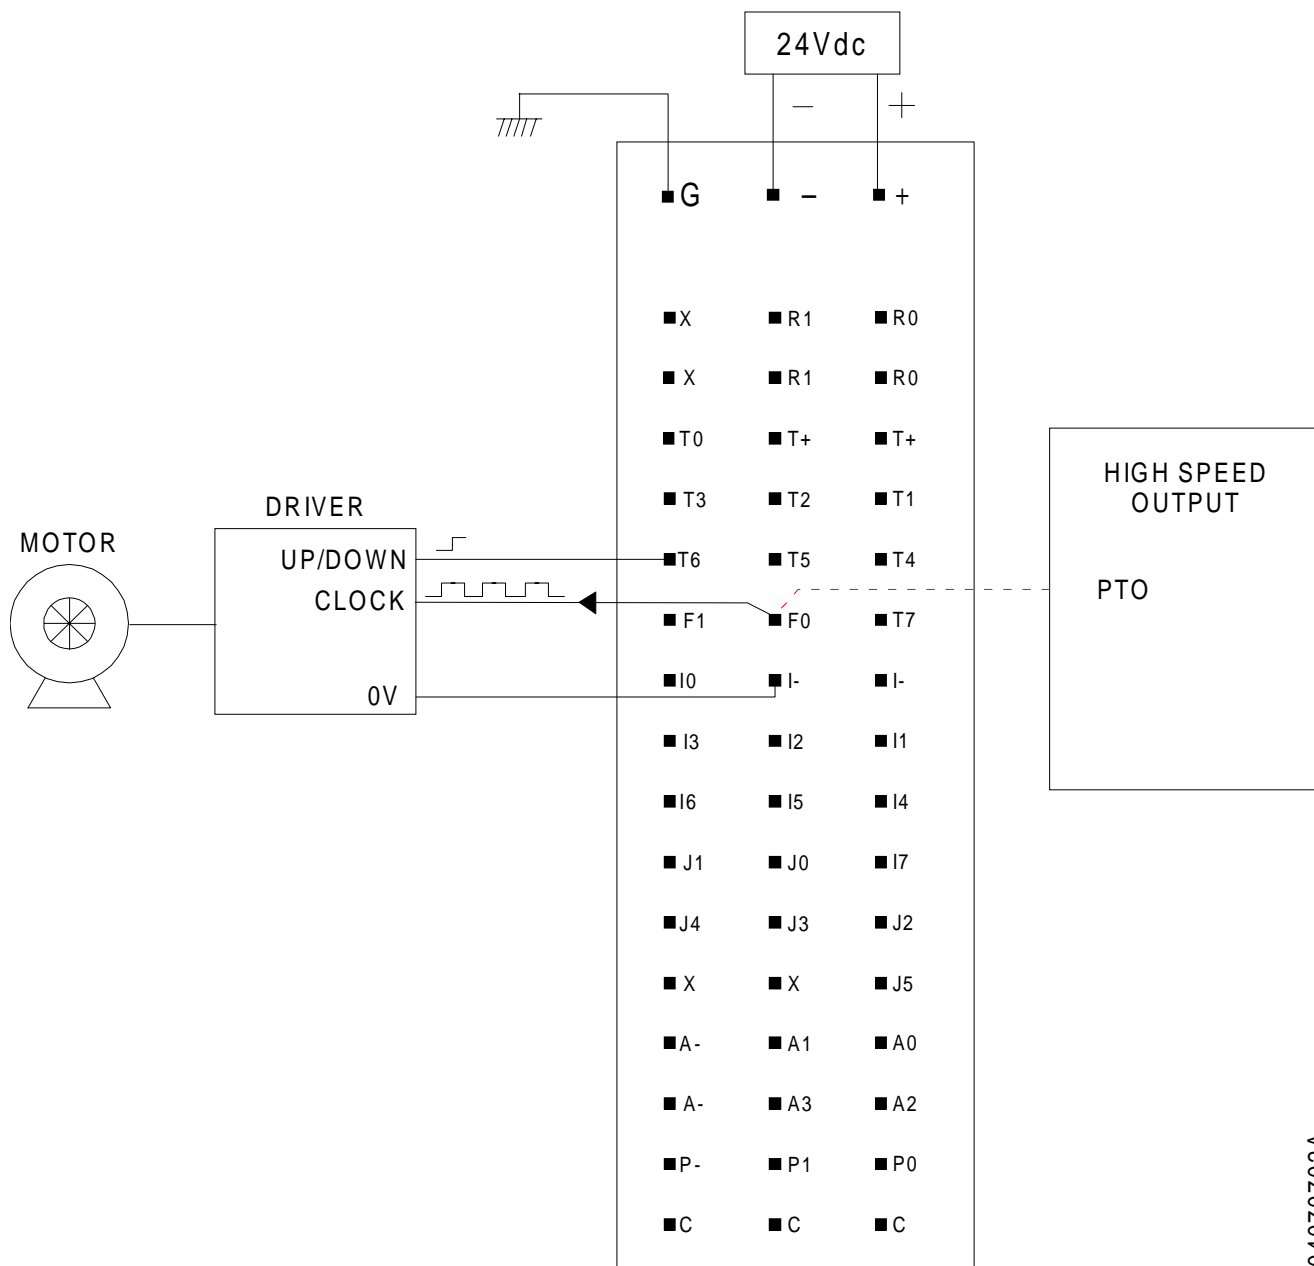 24Vdc
— +
G – +
X R1 R0
X R1 R0
T0 T+ T+
T3 T2 T1
T6 T5 T4
F1 F0 T7
I0 I- I-
I3 I2 I1
I6 I5 I4
J1 J0 I7
J4 J3 J2
X X J5
A- A1 A0
A- A3 A2
P- P1 P0
C C C
MOTOR
DRIVER
UP/DOWN
CLOCK
0V
HIGH SPEED
OUTPUT
PTO